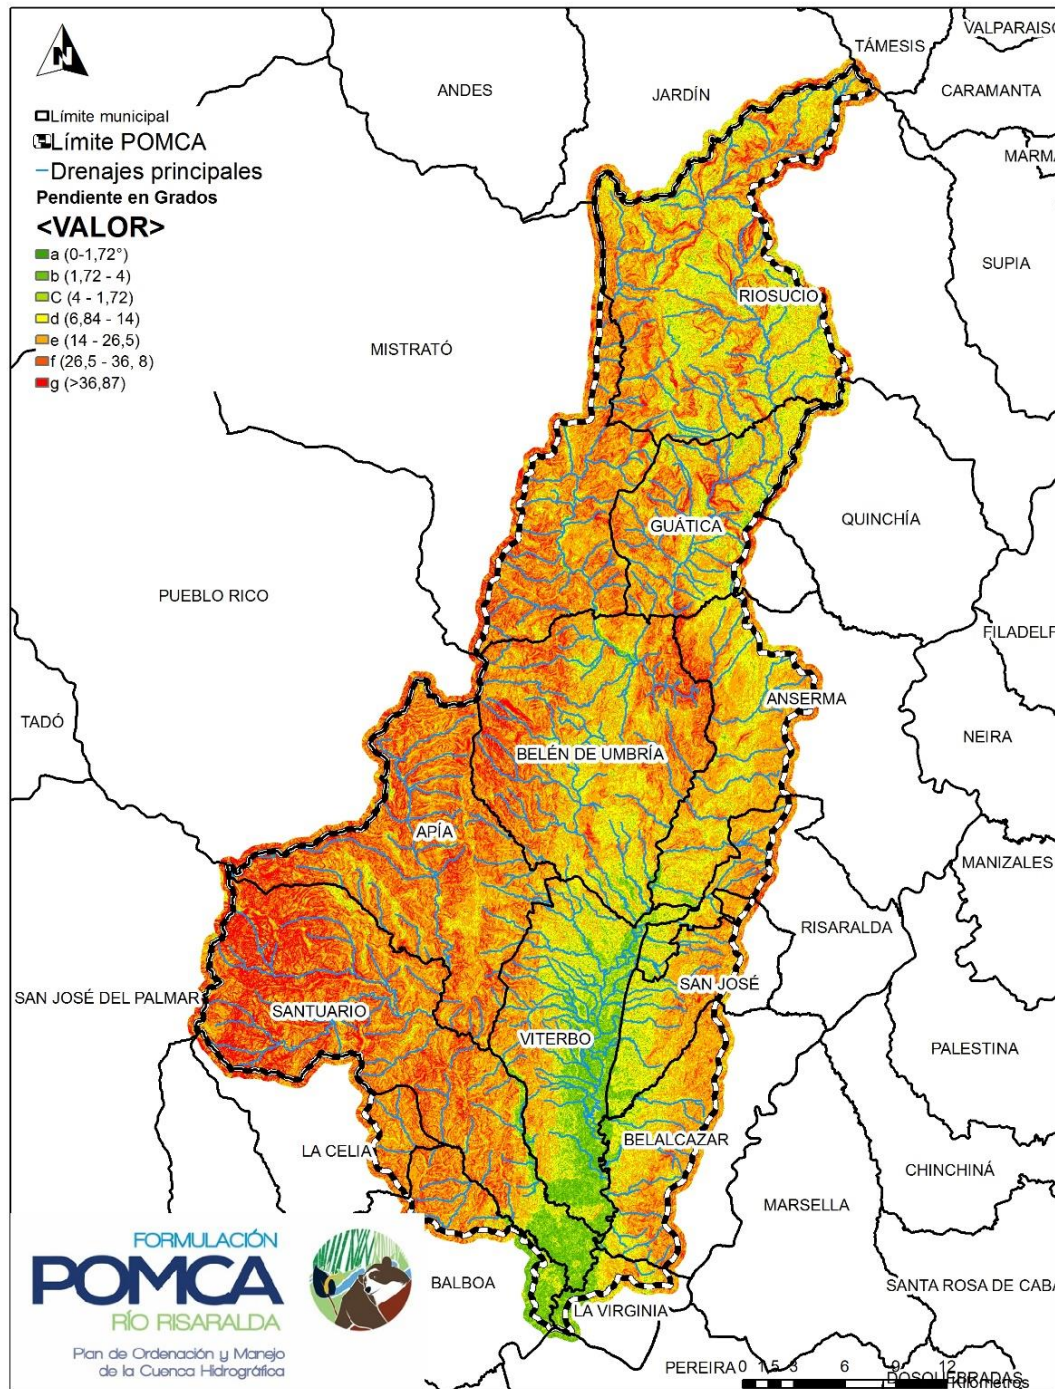 N
Límite municipal
Límite POMCA
Drenajes principales
Pendiente en Grados
<VALOR>
a (0-1,72°)
b (1,72 - 4)
C (4 - 1,72)
d (6,84 - 14)
e (14 - 26,5)
f (26,5 - 36, 8)
g (>36,87)
VALPARAISO
TÁMESIS
ANDES
JARDÍN
CARAMANTA
MARMA
SUPIA
RIOSUCIO
MISTRATÓ
GUÁTICA
QUINCHÍA
PUEBLO RICO
FILADELF
ANSERMA
TADÓ
NEIRA
BELÉN DE UMBRÍA
APÍA
MANIZALES
RISARALDA
SAN JOSÉ
SAN JOSÉ DEL PALMAR
SANTUARIO
VITERBO
PALESTINA
BELALCAZAR
LA CELIA
CHINCHINÁ
MARSELLA
BALBOA
SANTA ROSA DE CABA
LA VIRGINIA
PEREIRA
DOSQUEBRADAS
0 1,5 3 6 9 12
Kilómetros
FORMULACIÓN
POMCA
RÍO RISARALDA
Plan de Ordenación y Manejo
de la Cuenca Hidrográfica